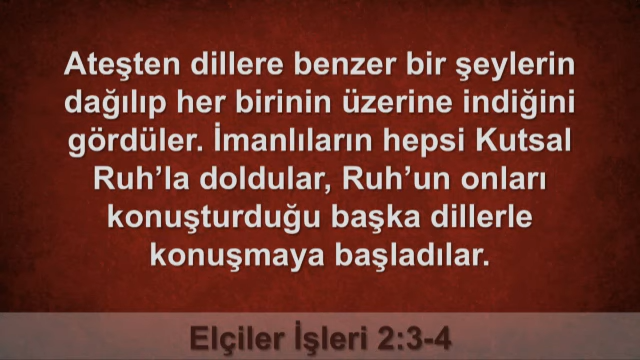 Ateşten dillere benzer bir şeylerin
dağılıp her birinin üzerine indiğini
gördüler. İmanlıların hepsi Kutsal
Ruh’la doldular, Ruh’un onları
konuşturduğu başka dillerle
konuşmaya başladılar.
Elçiler İşleri 2:3-4